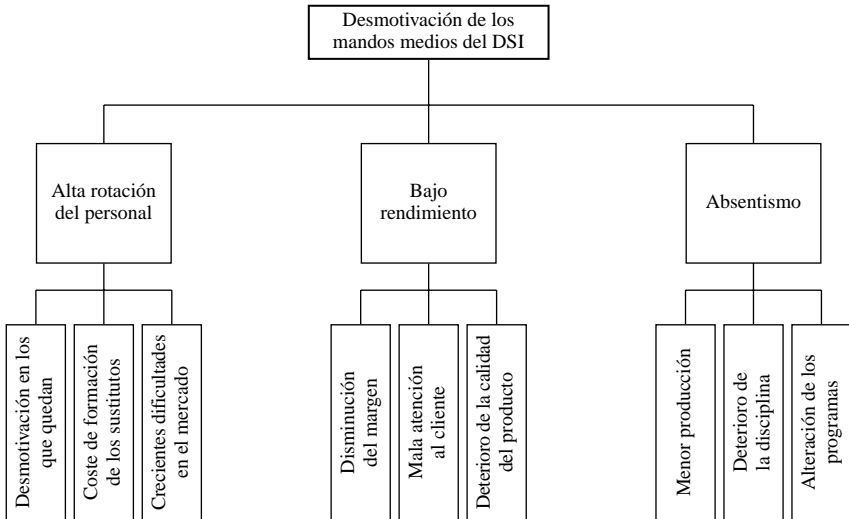 Desmotivación de los
mandos medios del DSI
Alta rotación
del personal
Bajo
rendimiento
Absentismo
Desmotivación en los
que quedan
Coste de formación
de los sustitutos
Crecientes dificultades
en el mercado
Disminución
del margen
Mala atención
al cliente
Deterioro de la calidad
del producto
Menor producción
Deterioro de
la disciplina
Alteración de los
programas